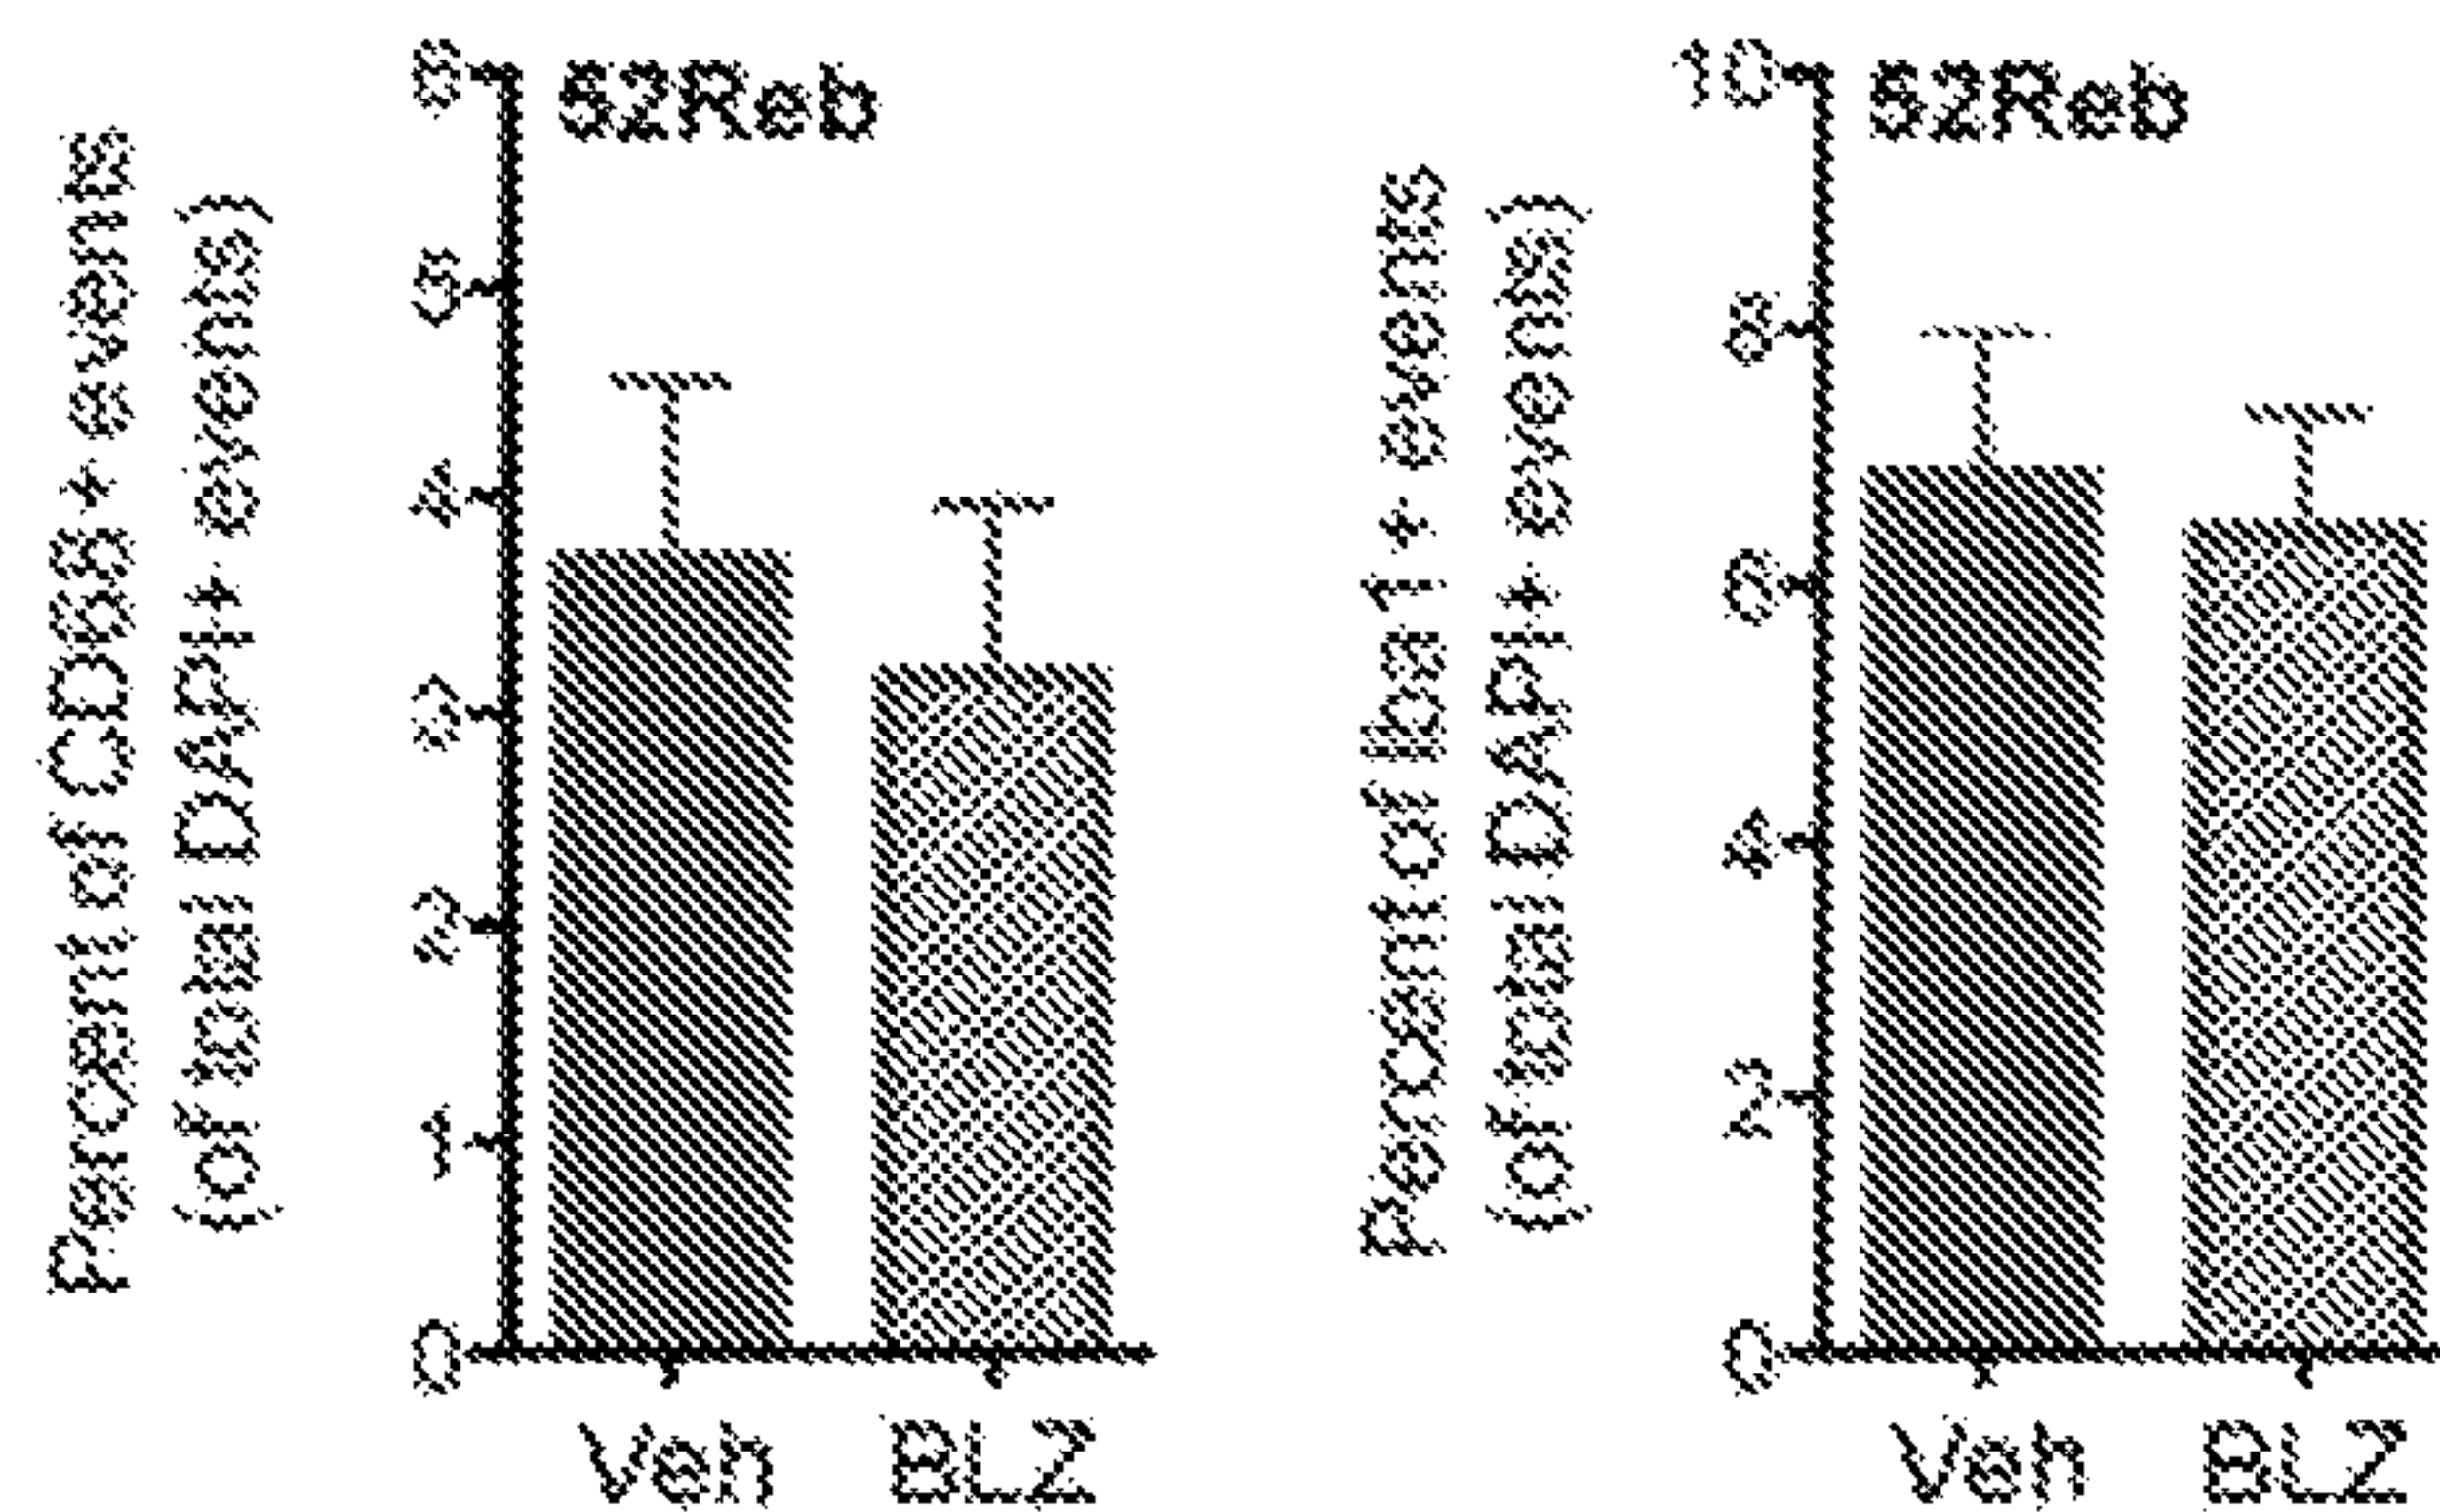 Percent of CD68+ events
(of total DAPI+ events)
52Reb
6
5
4
3
2
1
0
Veh BLZ
Percent of Iba1+ events
(of total DAPI+ events)
52Reb
10
8
6
4
2
0
Veh BLZ